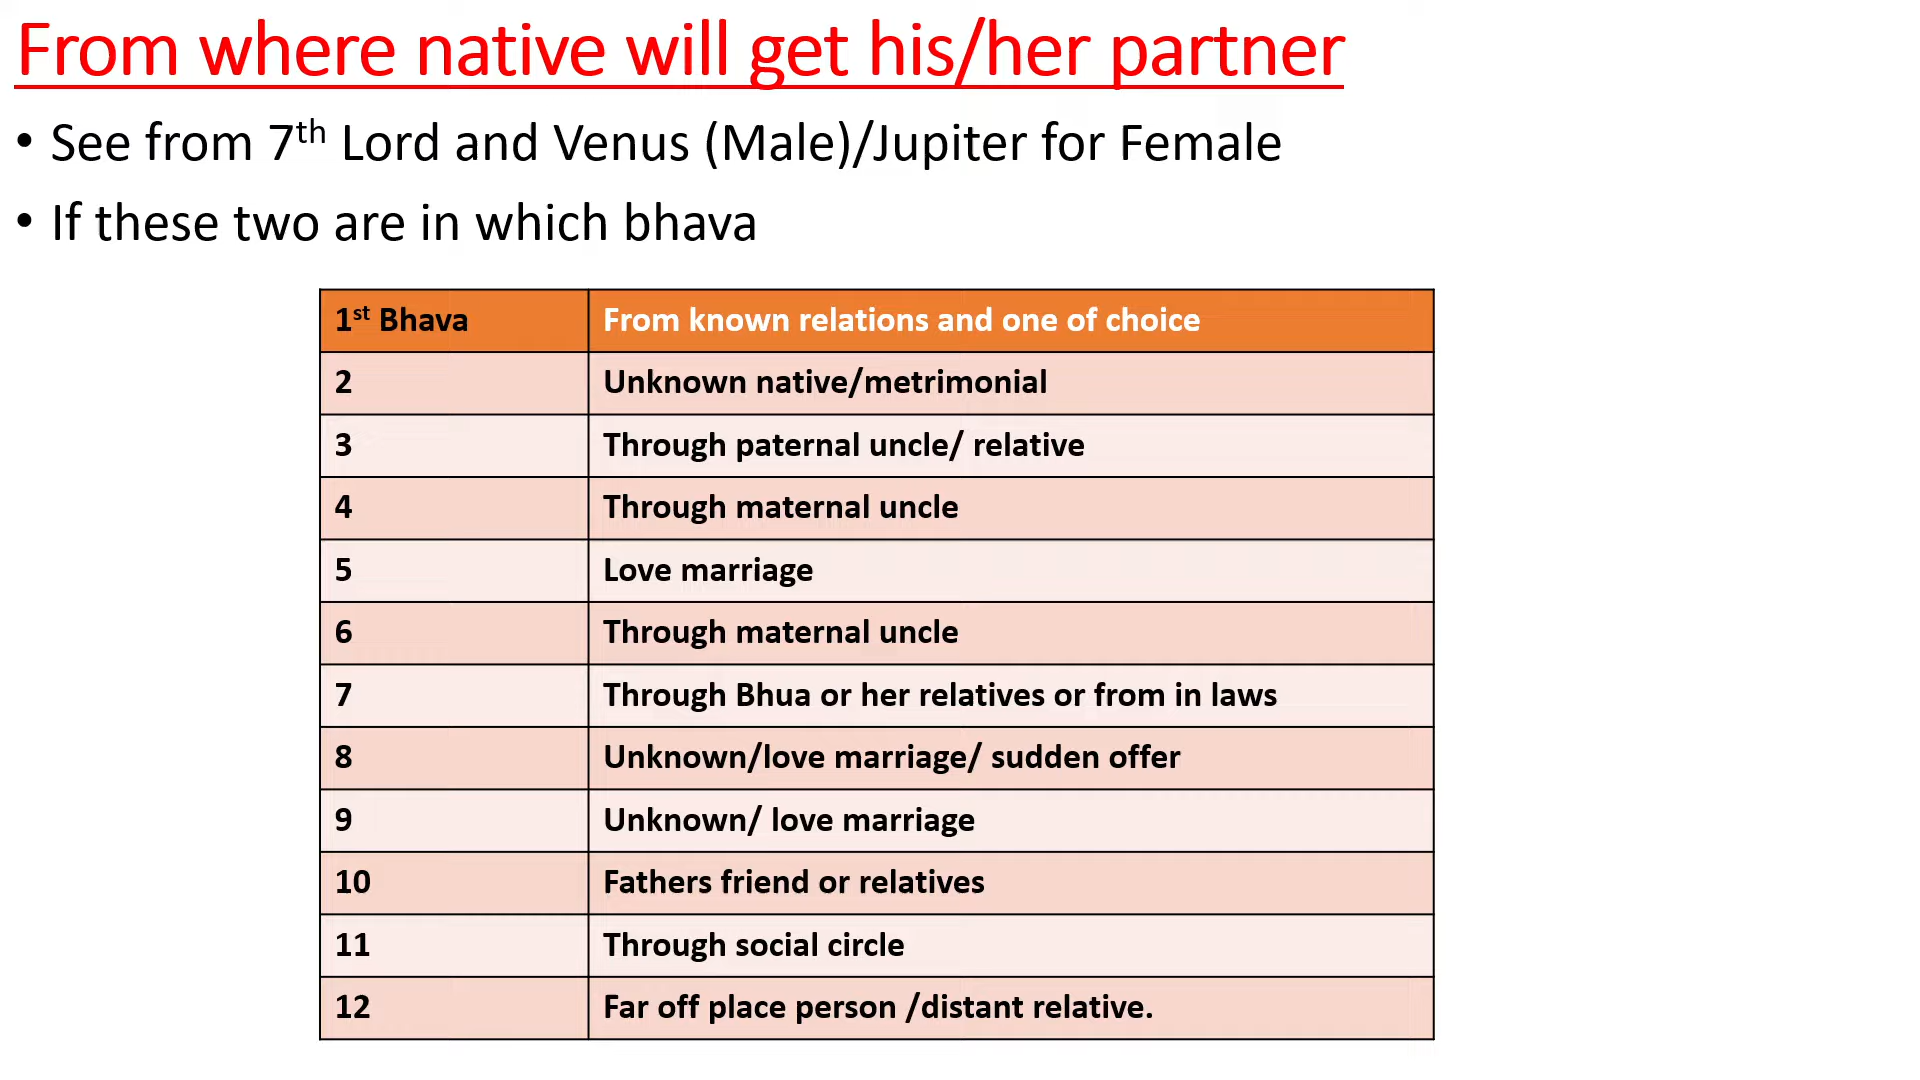 From where native will get his/her partner
• See from 7th Lord and Venus (Male)/Jupiter for Female
• If these two are in which bhava
1st Bhava From known relations and one of choice
2 Unknown native/metrimonial
3 Through paternal uncle/ relative
4 Through maternal uncle
5 Love marriage
6 Through maternal uncle
7 Through Bhua or her relatives or from in laws
8 Unknown/love marriage/ sudden offer
9 Unknown/ love marriage
10 Fathers friend or relatives
11 Through social circle
12 Far off place person /distant relative.